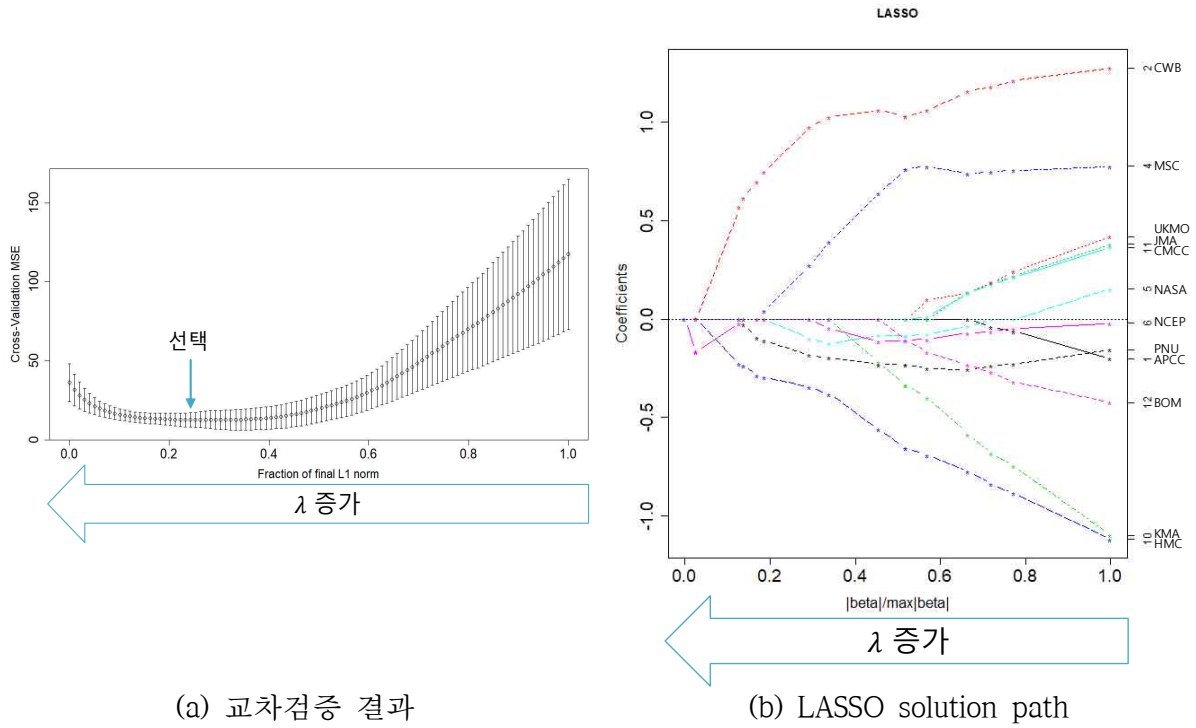 LASSO
Cross-Validation MSE
0
50
100
150
선택
0.0 0.2 0.4 0.6 0.8 1.0
Fraction of final L1 norm
λ 증가
(a) 교차검증 결과
Coefficients
1.0
0.5
0.0
-0.5
-1.0
2 CWB
4 MSC
UKMO
JMA
11 CMCC
5 NASA
6 NCEP
PNU
1 APCC
12 BOM
KMA
10 HMC
0.0 0.2 0.4 0.6 0.8 1.0
|beta|/max|beta|
λ 증가
(b) LASSO solution path